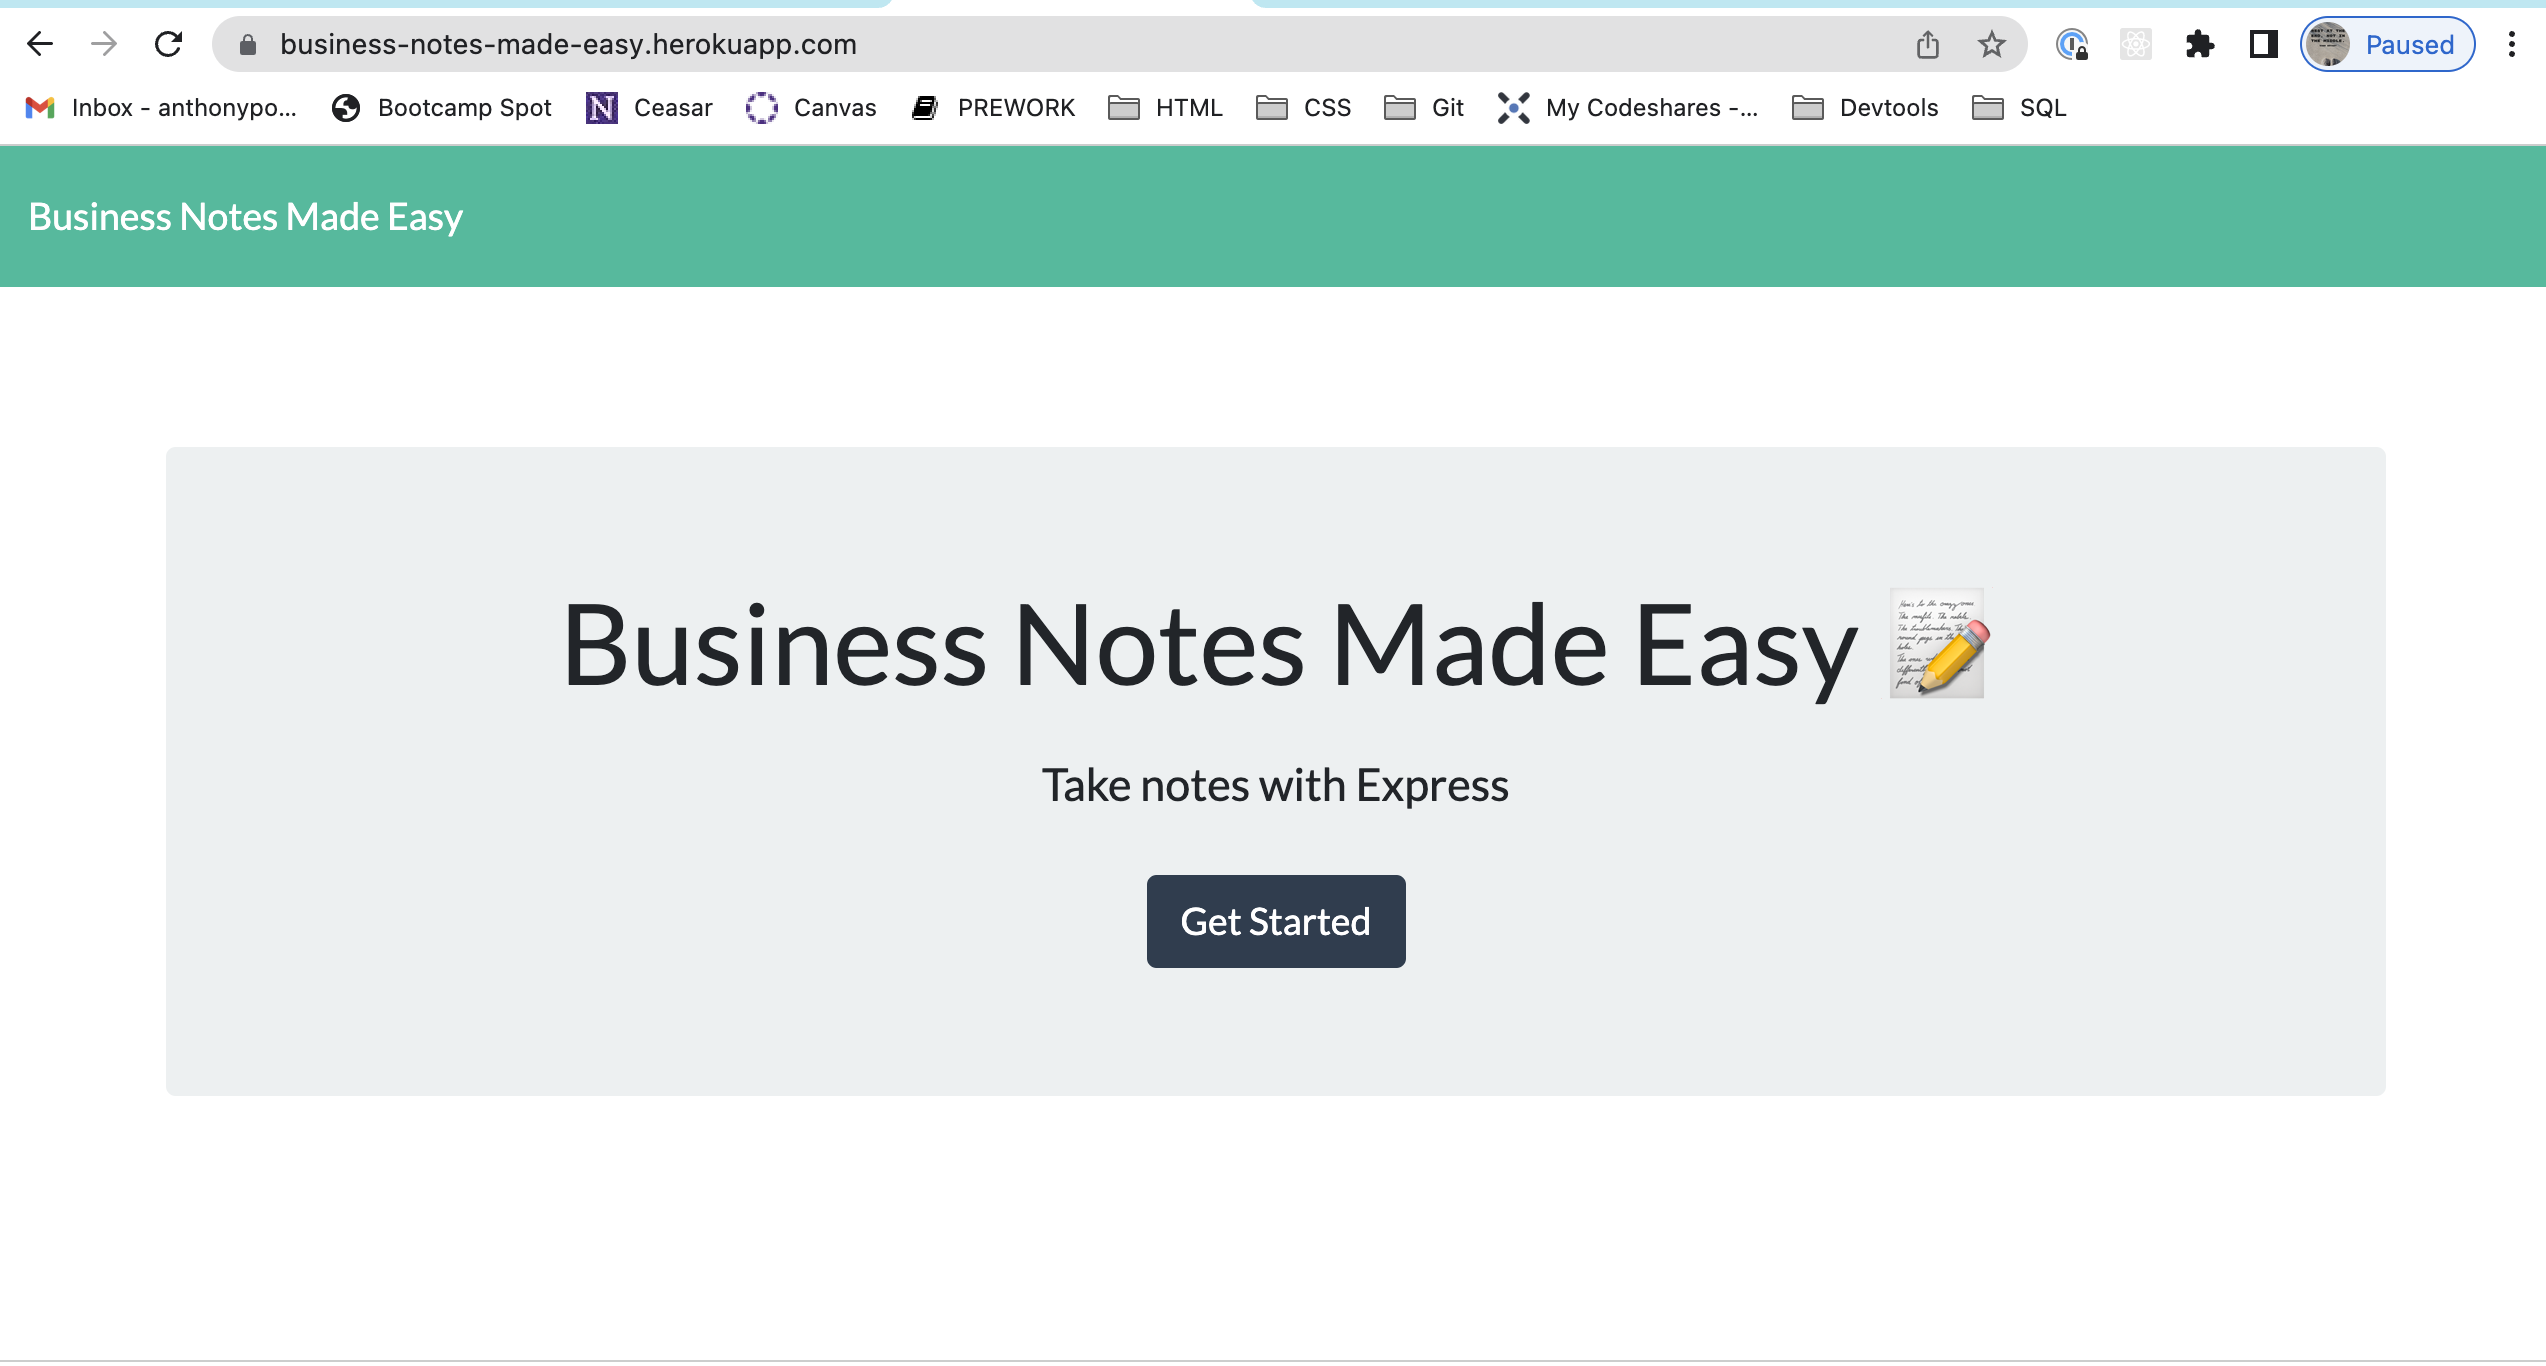 business-notes-made-easy.herokuapp.com
Paused
Inbox - anthonypo... Bootcamp Spot N Ceasar Canvas PREWORK HTML CSS Git My Codeshares -... Devtools SQL
Business Notes Made Easy
Business Notes Made Easy
Take notes with Express
Get Started